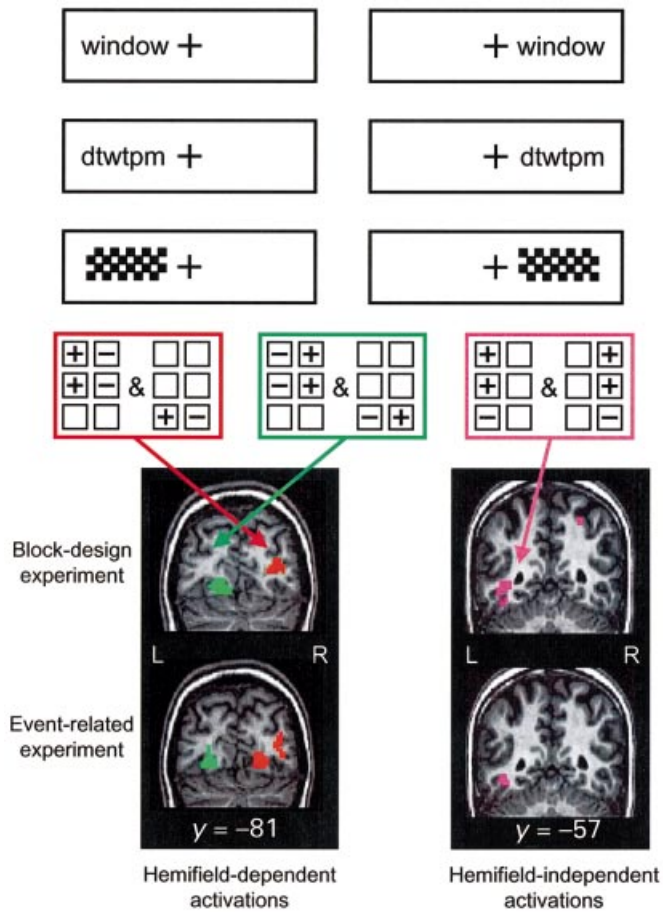 window + + window
dtwtpm + + dtwtpm
+ +
+ − − + + +
+ − & − + & + & +
+ − − + − −
Block-design
experiment
L R L R
Event-related
experiment
y = −81 y = −57
Hemifield-dependent
activations
Hemifield-independent
activations